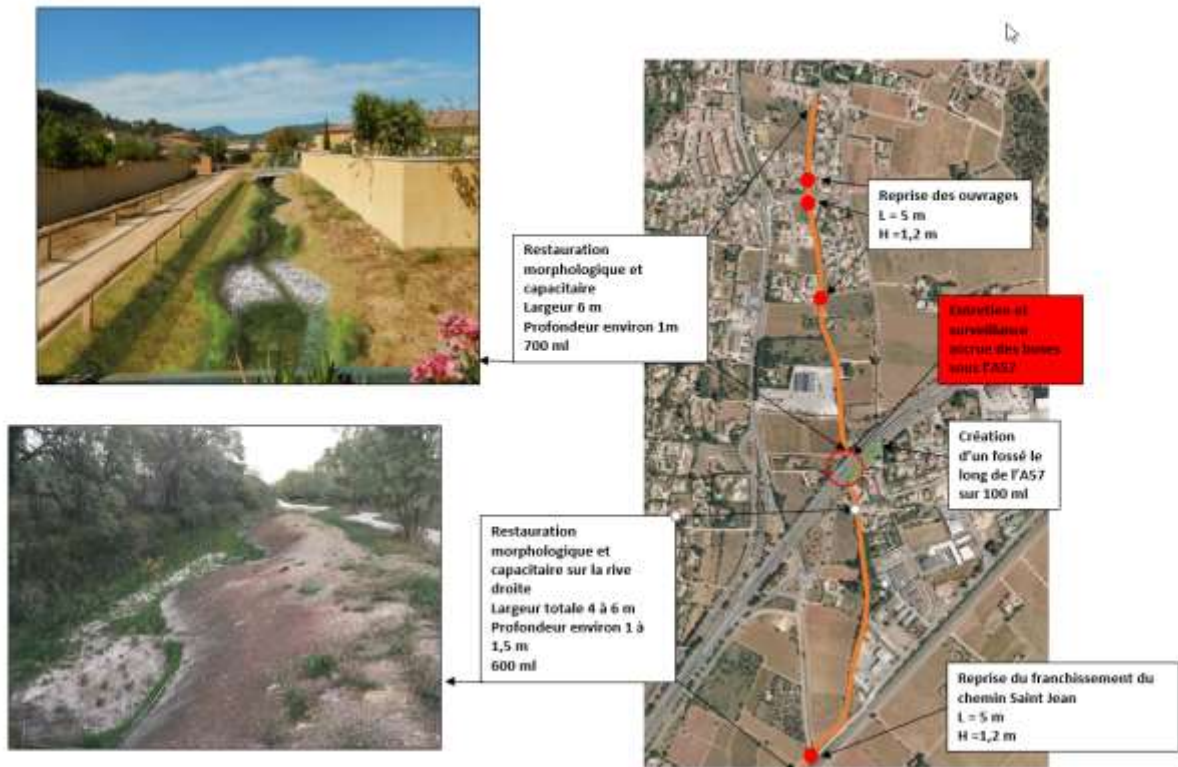 Reprise des ouvrages
L = 5 m
H =1,2 m
Restauration
morphologique et
capacitaire
Largeur 6 m
Profondeur environ 1m
700 ml
Entretien et
surveillance
accrue des buses
sous l'A57
Création
d'un fossé le
long de l'A57
sur 100 ml
Restauration
morphologique et
capacitaire sur la rive
droite
Largeur totale 4 à 6 m
Profondeur environ 1 à
1,5 m
600 ml
Reprise du franchissement du
chemin Saint Jean
L = 5 m
H =1,2 m